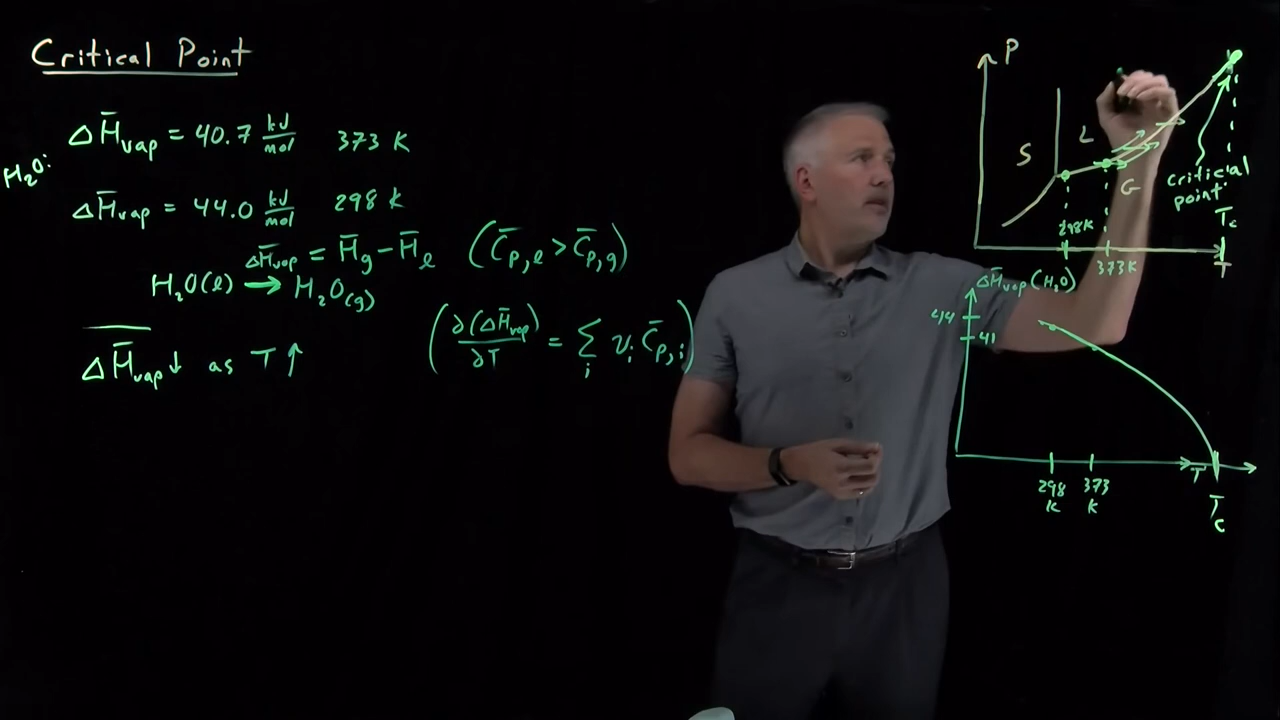 Critical Point
H₂O:
ΔH̄vap = 40.7 kJ/mol 373 K
ΔH̄vap = 44.0 kJ/mol 298 K
ΔH̄vap = H̄g − H̄ℓ (C̄p,ℓ > C̄p,g)
H₂O(ℓ) → H₂O(g)
ΔH̄vap↓ as T↑
(∂(ΔH̄vap)/∂T = Σi νi C̄p,i)
P
S L G
critical
point
298K 373K Tc
T
ΔH̄vap(H₂O)
44
41
298 K 373 K T Tc